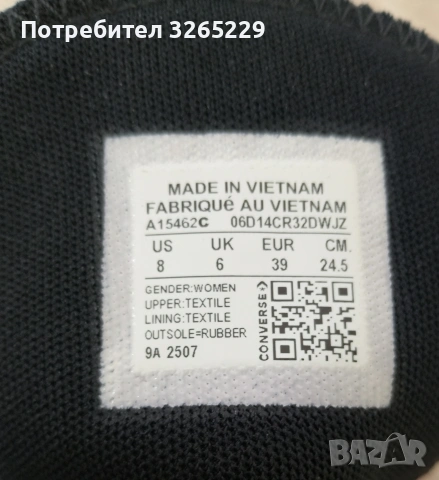 Потребител 3265229
MADE IN VIETNAM
FABRIQUé AU VIETNAM
A15462C 06D14CR32DWJZ
US UK EUR CM.
8 6 39 24.5
GENDER:WOMEN
UPPER:TEXTILE
LINING:TEXTILE
OUTSOLE=RUBBER
9A 2507
CONVERSE
BAZAR